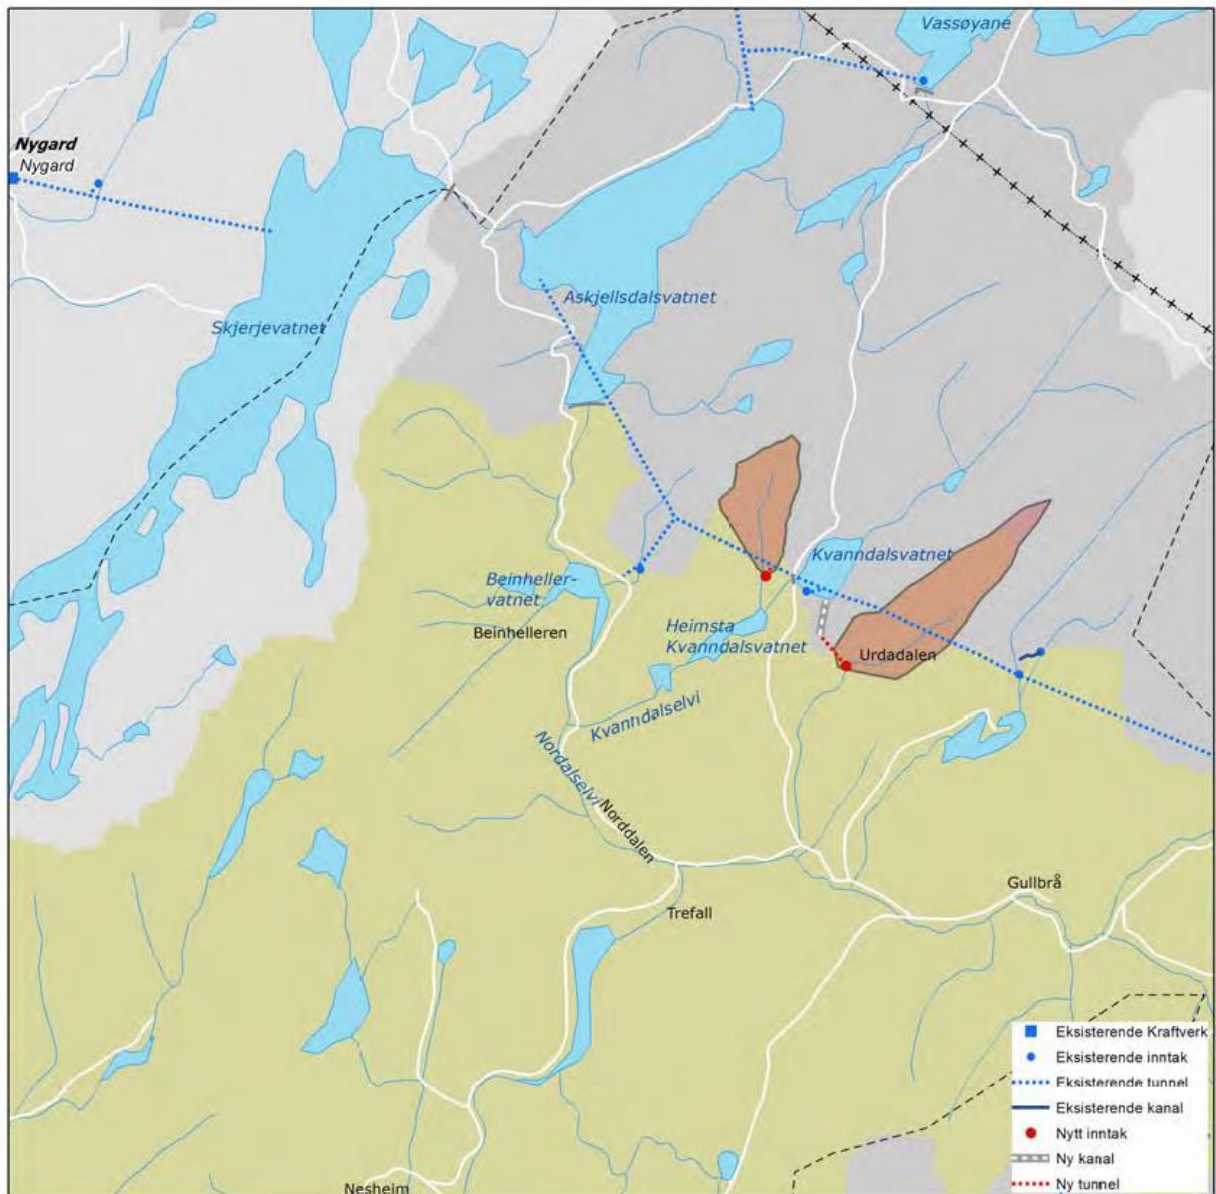 Vassøyane
Nygard
Nygard
Askjellsdalsvatnet
Skjerjevatnet
Kvanndalsvatnet
Beinheller-
vatnet
Beinhelleren
Heimsta
Kvanndalsvatnet
Urdadalen
Kvanndalselvi
Nordalselvi
Norddalen
Gullbrå
Trefall
Nesheim
Eksisterende Kraftverk
Eksisterende inntak
Eksisterende tunnel
Eksisterende kanal
Nytt inntak
Ny kanal
Ny tunnel